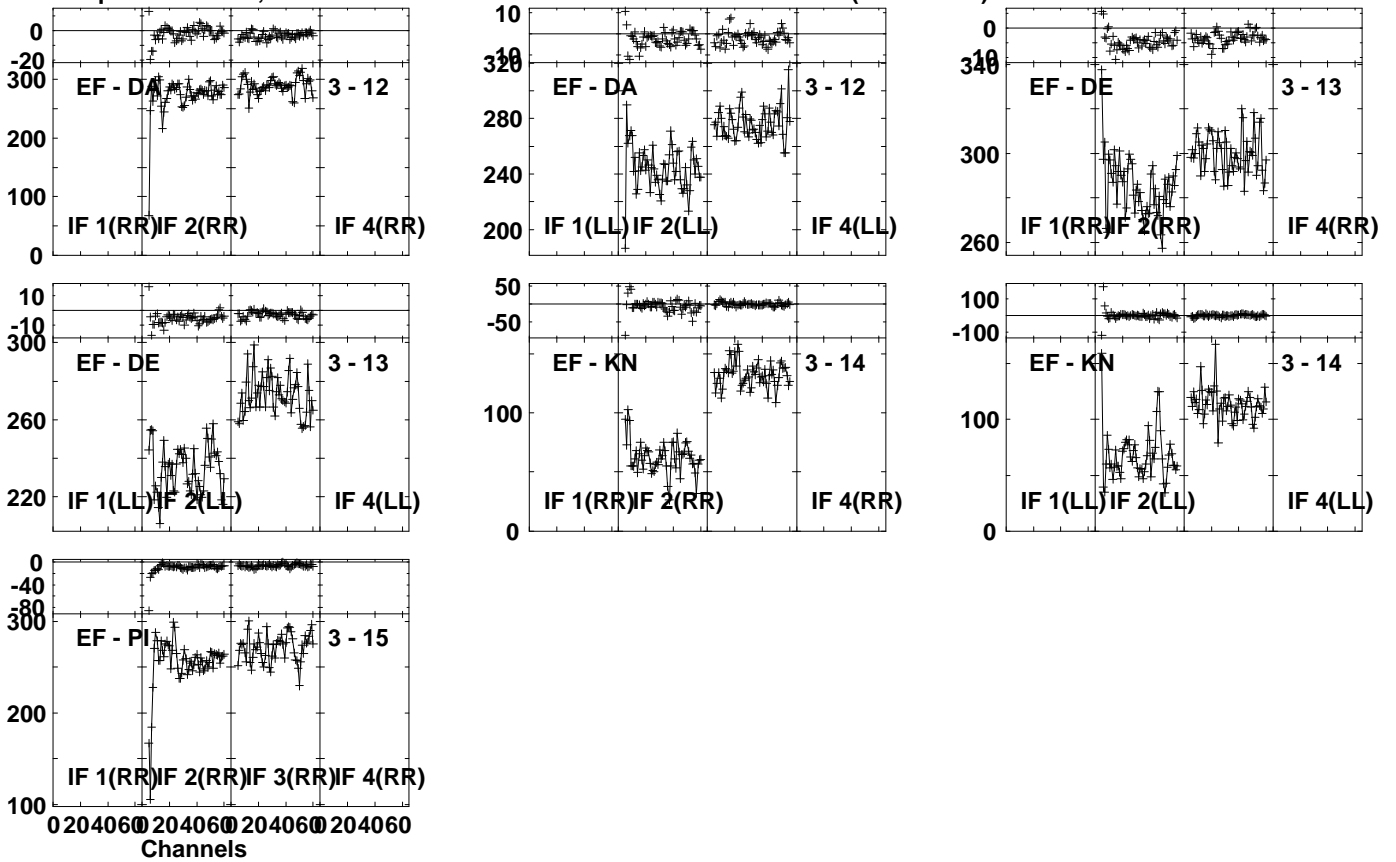 0 10 0
-20 10 10
300 EF - DA 3 - 12 320 EF - DA 3 - 12 340 EF - DE 3 - 13
200 280 300
100 240
IF 1(RR) IF 2(RR) IF 4(RR) 200 IF 1(LL) IF 2(LL) IF 4(LL) 260 IF 1(RR) IF 2(RR) IF 4(RR)
0
10 50 100
-10 -50 -100
300 EF - DE 3 - 13 EF - KN 3 - 14 EF - KN 3 - 14
260 100 100
220 IF 1(LL) IF 2(LL) IF 4(LL) IF 1(RR) IF 2(RR) IF 4(RR) IF 1(LL) IF 2(LL) IF 4(LL)
0 0
0
-40
-80
300 EF - PI 3 - 15
200
IF 1(RR) IF 2(RR) IF 3(RR) IF 4(RR)
100
0 20 40 60 0 20 40 60 0 20 40 60 0 20 40 60
Channels